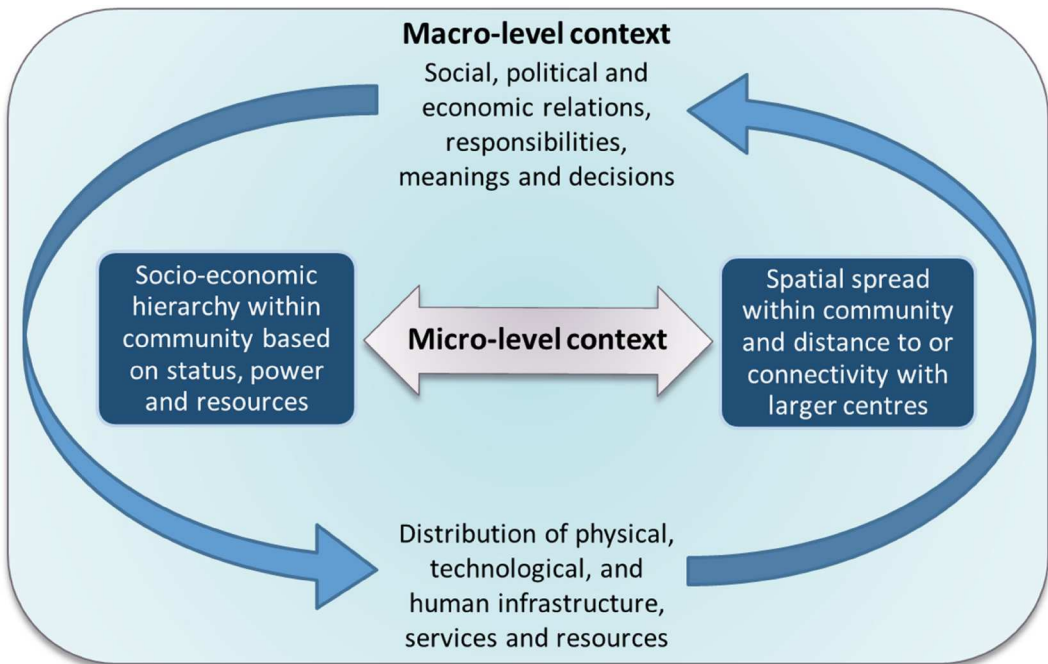 Macro-level context
Social, political and
economic relations,
responsibilities,
meanings and decisions
Socio-economic
hierarchy within
community based
on status, power
and resources
Micro-level context
Spatial spread
within community
and distance to or
connectivity with
larger centres
Distribution of physical,
technological, and
human infrastructure,
services and resources